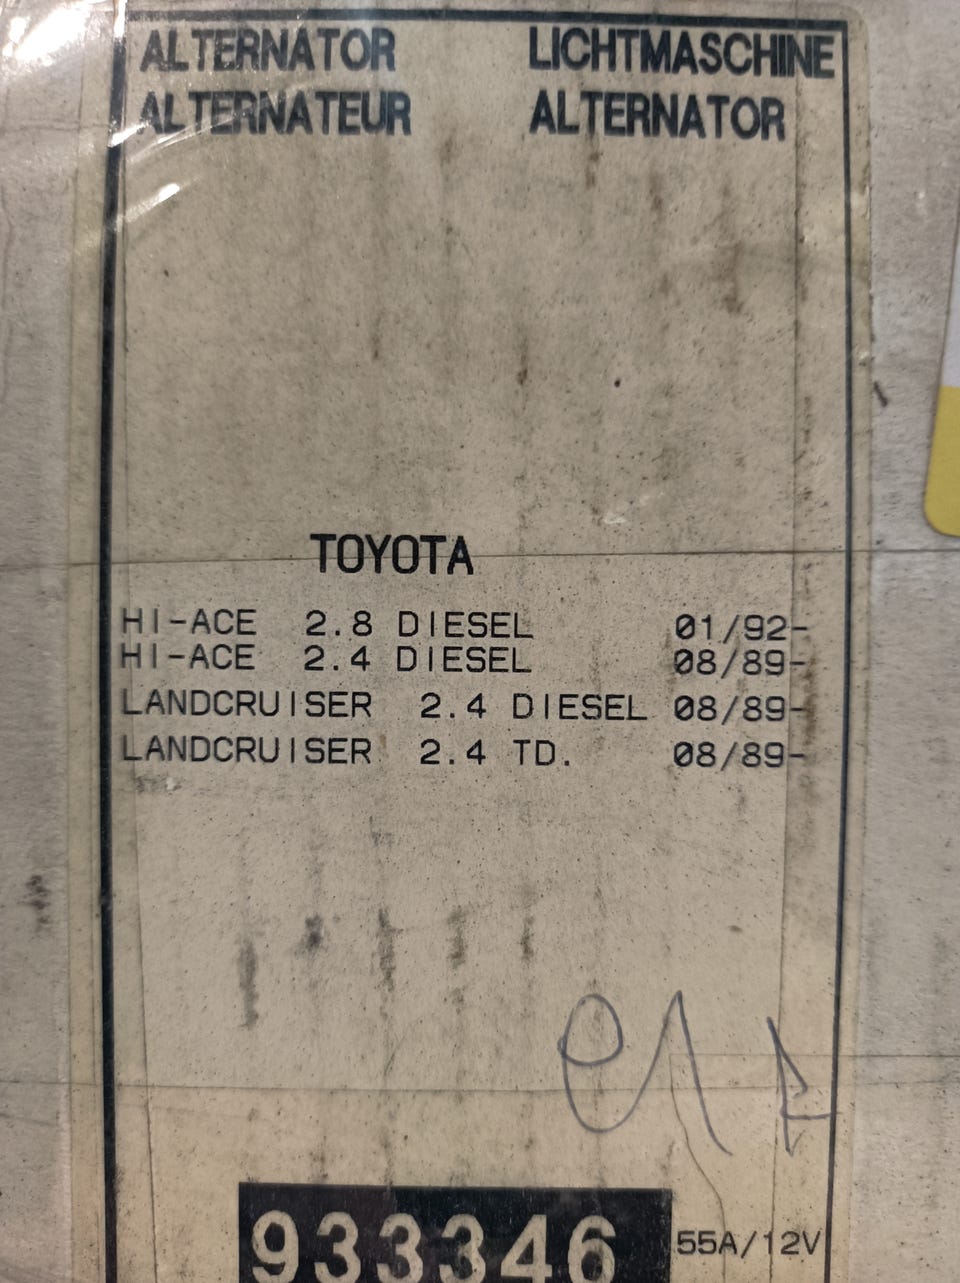 ALTERNATOR LICHTMASCHINE
ALTERNATEUR ALTERNATOR
TOYOTA
HI-ACE 2.8 DIESEL 01/92-
HI-ACE 2.4 DIESEL 08/89-
LANDCRUISER 2.4 DIESEL 08/89-
LANDCRUISER 2.4 TD. 08/89-
933346 55A/12V